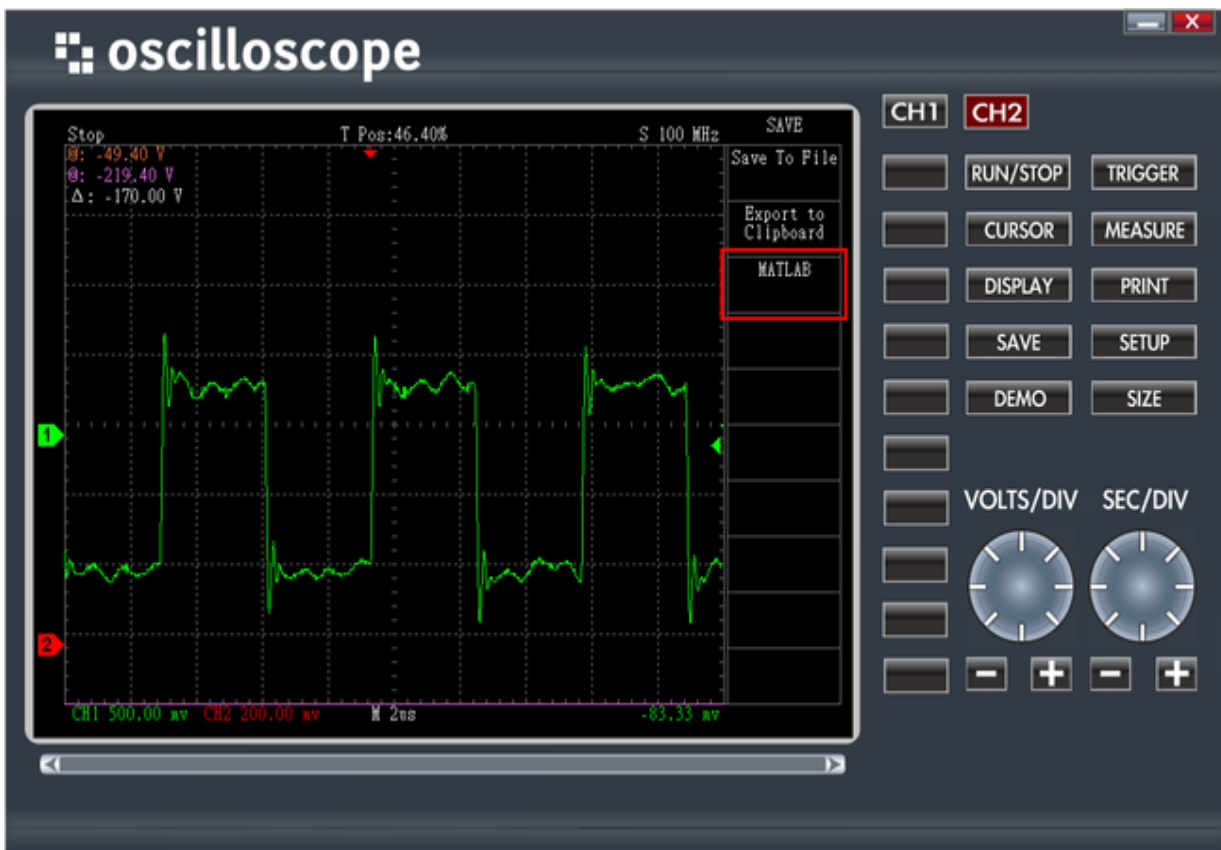 oscilloscope
Stop T Pos:46.40% S 100 MHz SAVE
⓪: -49.40 V
⓪: -219.40 V
Δ: -170.00 V
Save To File
Export to
Clipboard
MATLAB
1
2
CH1 500.00 mv CH2 200.00 mv M 2us -83.33 mv
CH1 CH2
RUN/STOP TRIGGER
CURSOR MEASURE
DISPLAY PRINT
SAVE SETUP
DEMO SIZE
VOLTS/DIV SEC/DIV
- + - +